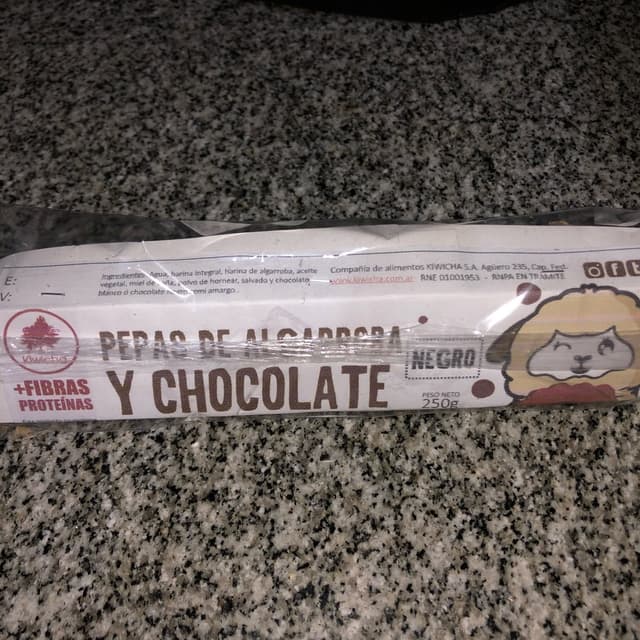 E:
V:
Ingredientes: agua, harina integral, harina de algarroba, aceite
vegetal, miel de polvo de hornear, salvado y chocolate
blanco o chocolate semi amargo.
Compañía de alimentos KIWICHA S.A. Agüero 235, Cap. Fed.
www.kiwicha.com.ar RNE 01001953 - RNPA EN TRAMITE
kiwicha
+FIBRAS
PROTEÍNAS
PEPAS DE ALGARROBA
Y CHOCOLATE
NEGRO
PESO NETO
250g